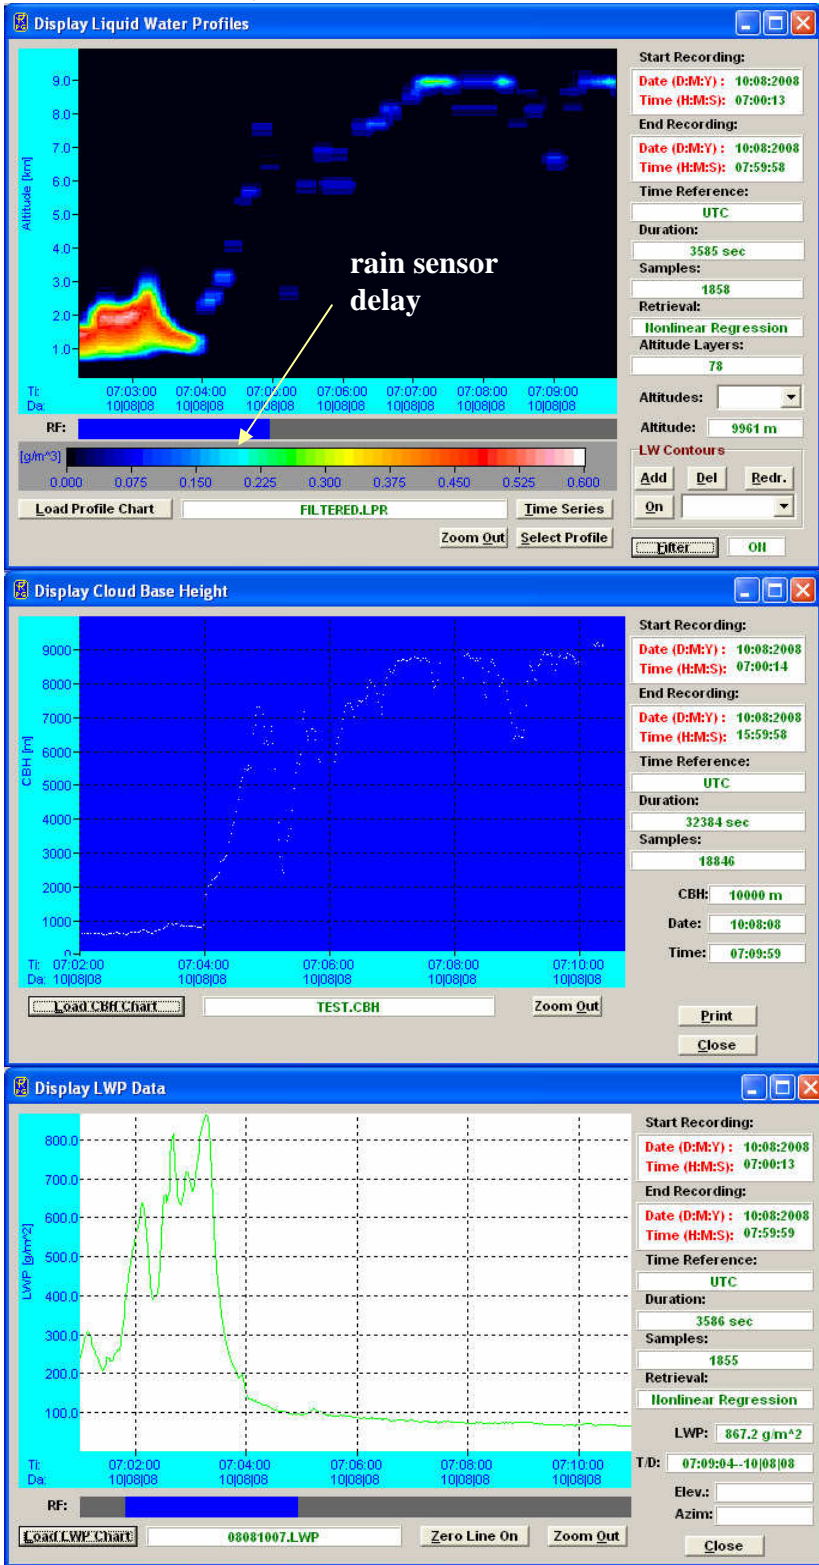 Display Liquid Water Profiles
Start Recording:
Date (D:M:Y) : 10:08:2008
Time (H:M:S): 07:00:13
End Recording:
Date (D:M:Y) : 10:08:2008
Time (H:M:S): 07:59:58
Time Reference:
UTC
Duration:
3585 sec
Samples:
1858
Retrieval:
Nonlinear Regression
Altitude Layers:
78
Altitudes:
Altitude: 9961 m
LW Contours
Add Del Redr.
On
Filter ON
Altitude [km]
9.0
8.0
7.0
6.0
5.0
4.0
3.0
2.0
1.0
rain sensor
delay
Ti: 07:03:00 07:04:00 07:05:00 07:06:00 07:07:00 07:08:00 07:09:00
Da: 10|08|08 10|08|08 10|08|08 10|08|08 10|08|08 10|08|08 10|08|08
RF:
[g/m^3]
0.000 0.075 0.150 0.225 0.300 0.375 0.450 0.525 0.600
Load Profile Chart FILTERED.LPR Time Series
Zoom Out Select Profile
Display Cloud Base Height
Start Recording:
Date (D:M:Y) : 10:08:2008
Time (H:M:S): 07:00:14
End Recording:
Date (D:M:Y) : 10:08:2008
Time (H:M:S): 15:59:58
Time Reference:
UTC
Duration:
32384 sec
Samples:
18846
CBH: 10000 m
Date: 10:08:08
Time: 07:09:59
Print
Close
CBH [m]
9000
8000
7000
6000
5000
4000
3000
2000
1000
0
Ti: 07:02:00 07:04:00 07:06:00 07:08:00 07:10:00
Da: 10|08|08 10|08|08 10|08|08 10|08|08 10|08|08
Load CBH Chart TEST.CBH Zoom Out
Display LWP Data
Start Recording:
Date (D:M:Y) : 10:08:2008
Time (H:M:S): 07:00:13
End Recording:
Date (D:M:Y) : 10:08:2008
Time (H:M:S): 07:59:59
Time Reference:
UTC
Duration:
3586 sec
Samples:
1855
Retrieval:
Nonlinear Regression
LWP: 867.2 g/m^2
T/D: 07:09:04--10|08|08
Elev.:
Azim:
Close
LWP [g/m^2]
800.0
700.0
600.0
500.0
400.0
300.0
200.0
100.0
Ti: 07:02:00 07:04:00 07:06:00 07:08:00 07:10:00
Da: 10|08|08 10|08|08 10|08|08 10|08|08 10|08|08
RF:
Load LWP Chart 08081007.LWP Zero Line On Zoom Out